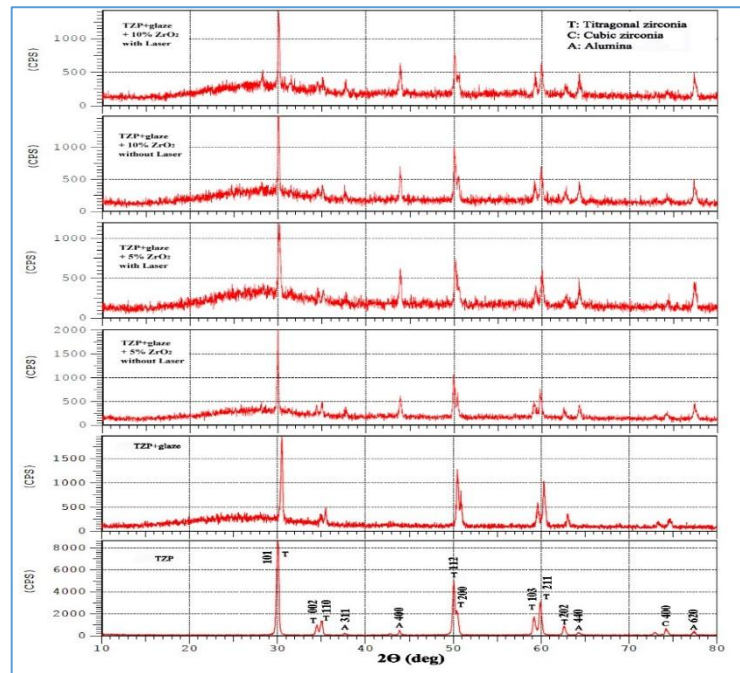 TZP+glaze
+ 10% ZrO₂
with Laser
T: Titragonal zirconia
C: Cubic zirconia
A: Alumina
(CPS)
1000
500
0
TZP+glaze
+ 10% ZrO₂
without Laser
(CPS)
1000
500
0
TZP+glaze
+ 5% ZrO₂
with Laser
(CPS)
1000
500
0
TZP+glaze
+ 5% ZrO₂
without Laser
(CPS)
2000
1500
1000
500
0
TZP+glaze
(CPS)
1500
1000
500
0
TZP
(CPS)
8000
6000
4000
2000
0
101 T
002 T
110 T
311 A
400 A
112 T
200 T
103 T
211 T
202 T
440 A
400 C
620 A
10 20 30 40 50 60 70 80
2Θ (deg)